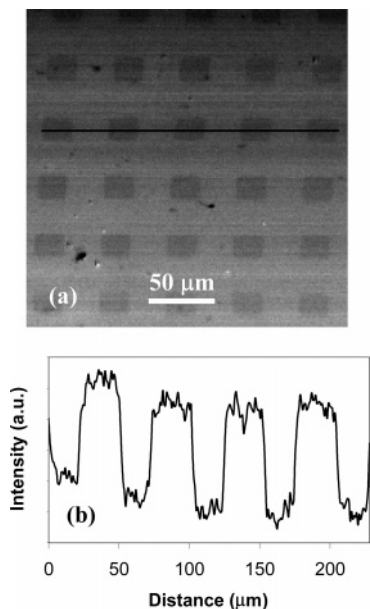 50 μm
(a)
Intensity (a.u.)
(b)
0 50 100 150 200
Distance (μm)